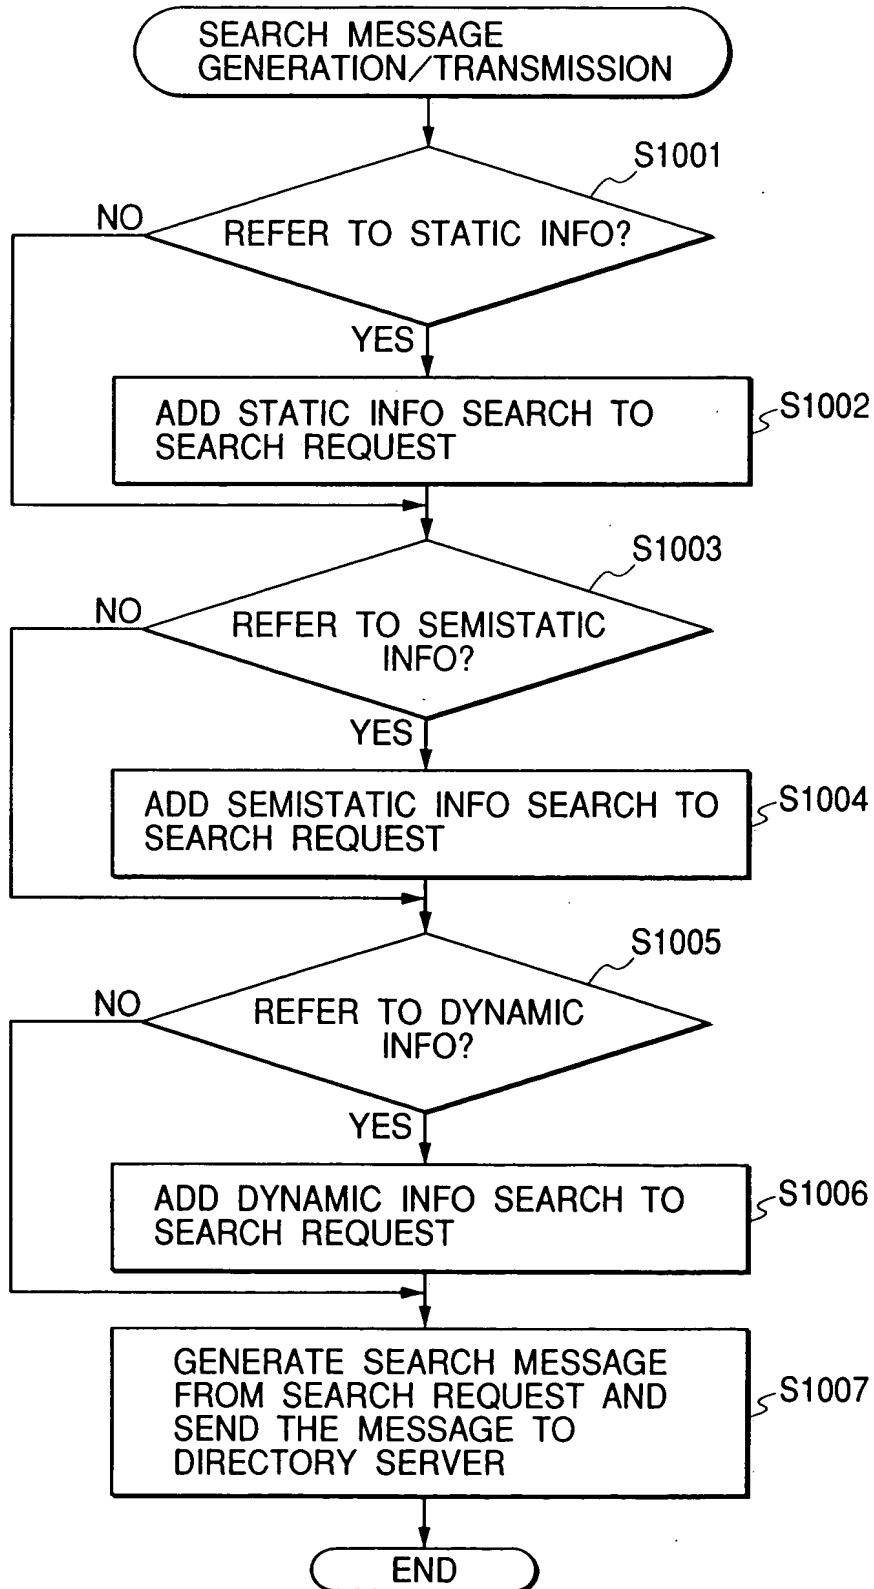 SEARCH MESSAGE
GENERATION/TRANSMISSION
S1001
NO
REFER TO STATIC INFO?
YES
ADD STATIC INFO SEARCH TO
SEARCH REQUEST
S1002
S1003
NO
REFER TO SEMISTATIC
INFO?
YES
ADD SEMISTATIC INFO SEARCH TO
SEARCH REQUEST
S1004
S1005
NO
REFER TO DYNAMIC
INFO?
YES
ADD DYNAMIC INFO SEARCH TO
SEARCH REQUEST
S1006
GENERATE SEARCH MESSAGE
FROM SEARCH REQUEST AND
SEND THE MESSAGE TO
DIRECTORY SERVER
S1007
END